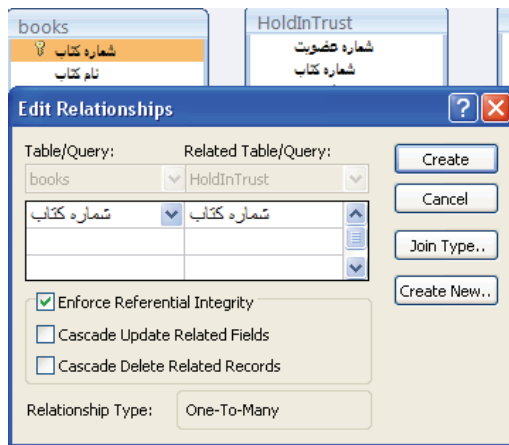 books
شماره کتاب
نام کتاب
HoldInTrust
شماره عضویت
شماره کتاب
Edit Relationships
Table/Query: Related Table/Query:
books HoldInTrust
شماره کتاب شماره کتاب
Enforce Referential Integrity
Cascade Update Related Fields
Cascade Delete Related Records
Relationship Type: One-To-Many
Create
Cancel
Join Type..
Create New..